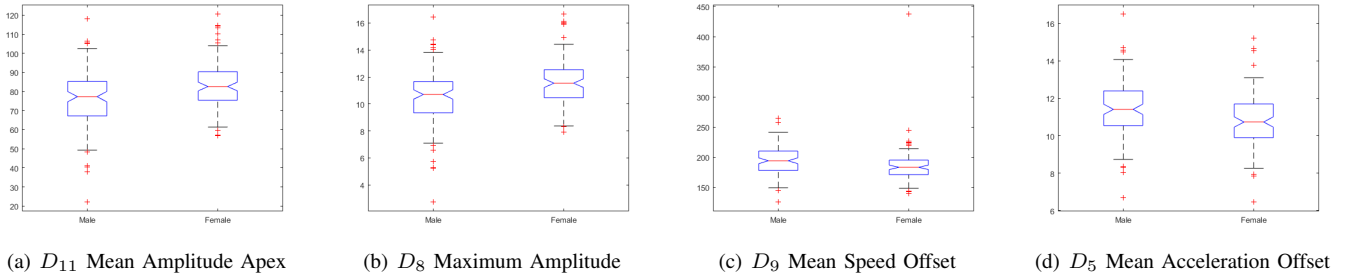 120
110
100
90
80
70
60
50
40
30
20
Male
Female
16
14
12
10
8
6
4
Male
Female
450
400
350
300
250
200
150
Male
Female
16
14
12
10
8
6
Male
Female
(a) D11 Mean Amplitude Apex
(b) D8 Maximum Amplitude
(c) D9 Mean Speed Offset
(d) D5 Mean Acceleration Offset